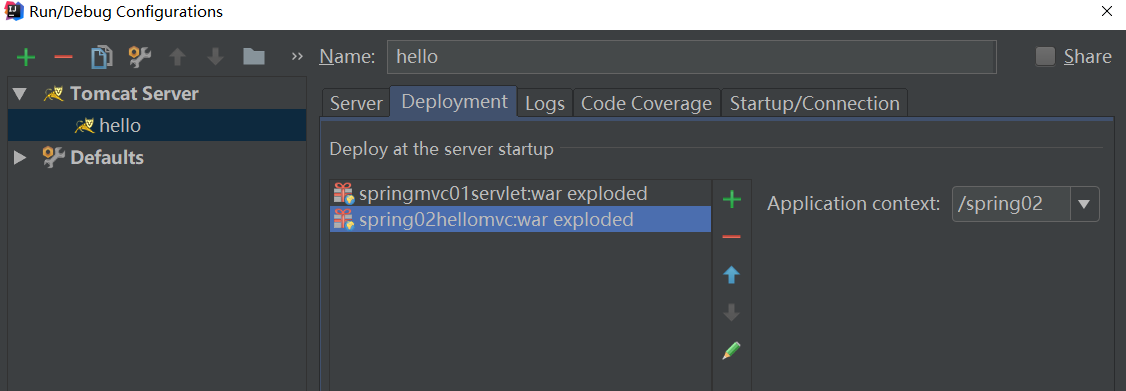 Run/Debug Configurations
Name: hello Share
Tomcat Server
hello
Defaults
Server Deployment Logs Code Coverage Startup/Connection
Deploy at the server startup
springmvc01servlet:war exploded
spring02hellomvc:war exploded
Application context: /spring02